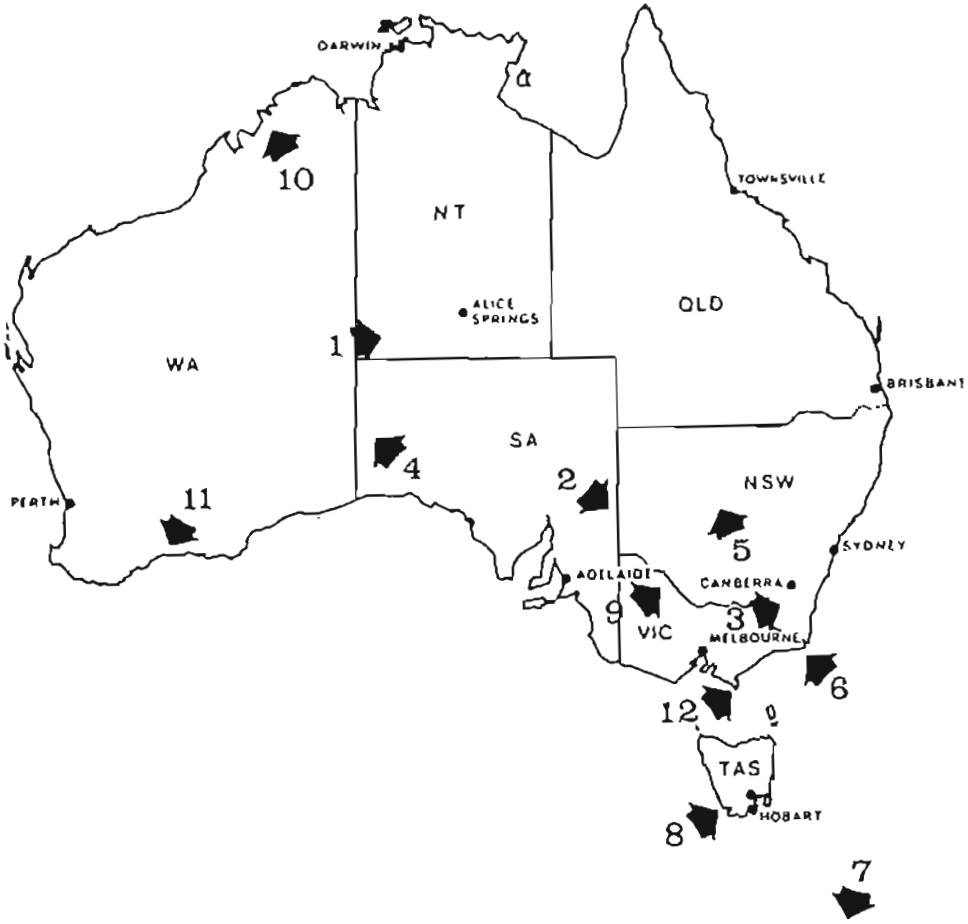 DARWIN
10
TOWNSVILLE
NT
ALICE
SPRINGS
QLD
1
WA
BRISBANE
SA
4
2
NSW
PERTH
11
5
SYDNEY
ADELAIDE
CANBERRA
9
3
VIC
MELBOURNE
6
12
TAS
HOBART
8
7